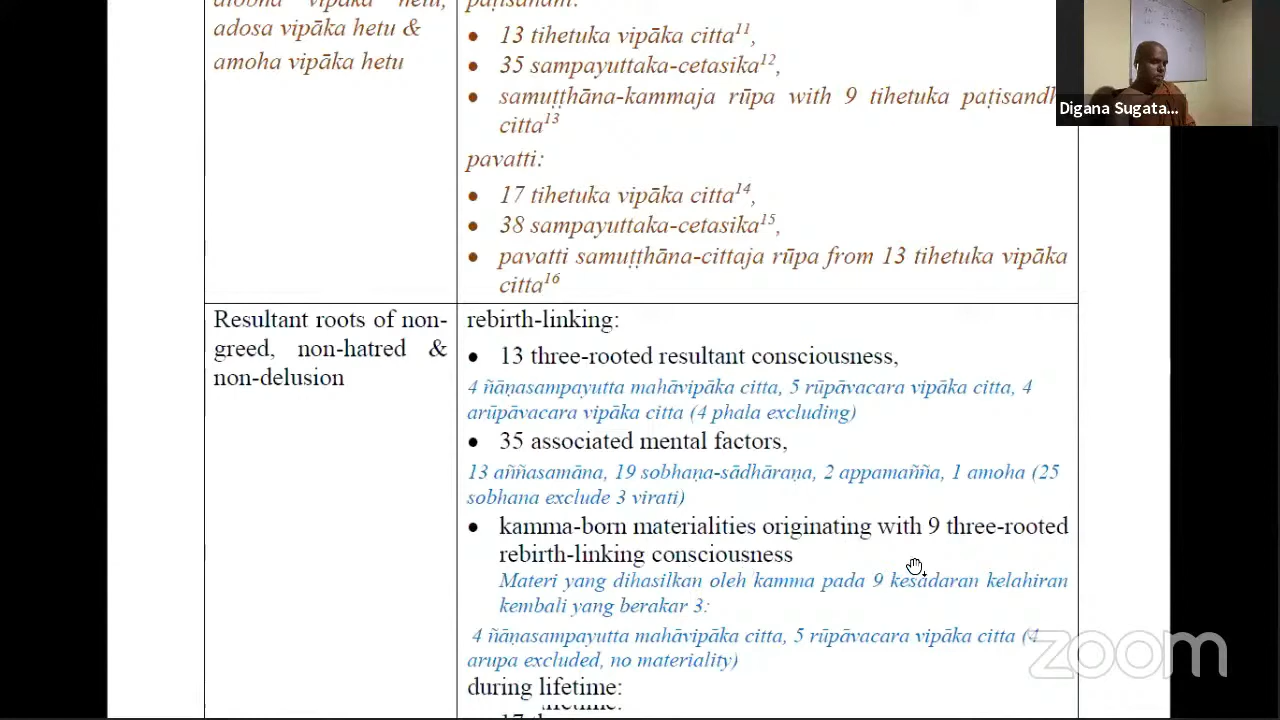 alobha vipāka hetu,
adosa vipāka hetu &
amoha vipāka hetu
paṭisandhi:
• 13 tihetuka vipāka citta11,
• 35 sampayuttaka-cetasika12,
• samuṭṭhāna-kammaja rūpa with 9 tihetuka paṭisandhi
citta13
pavatti:
• 17 tihetuka vipāka citta14,
• 38 sampayuttaka-cetasika15,
• pavatti samuṭṭhāna-cittaja rūpa from 13 tihetuka vipāka
citta16
Resultant roots of non-
greed, non-hatred &
non-delusion
rebirth-linking:
• 13 three-rooted resultant consciousness,
4 ñāṇasampayutta mahāvipāka citta, 5 rūpāvacara vipāka citta, 4
arūpāvacara vipāka citta (4 phala excluding)
• 35 associated mental factors,
13 aññasamāna, 19 sobhaṇa-sādhāraṇa, 2 appamañña, 1 amoha (25
sobhana exclude 3 virati)
• kamma-born materialities originating with 9 three-rooted
rebirth-linking consciousness
Materi yang dihasilkan oleh kamma pada 9 kesadaran kelahiran
kembali yang berakar 3:
4 ñāṇasampayutta mahāvipāka citta, 5 rūpāvacara vipāka citta (4
arupa excluded, no materiality)
during lifetime:
Digana Sugata...
zoom